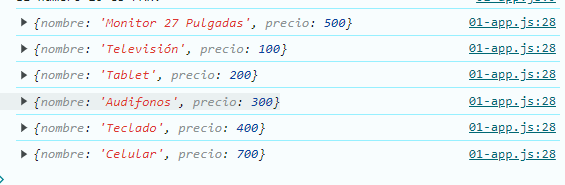 ▶ {nombre: 'Monitor 27 Pulgadas', precio: 500} 01-app.js:28
▶ {nombre: 'Televisión', precio: 100} 01-app.js:28
▶ {nombre: 'Tablet', precio: 200} 01-app.js:28
▶ {nombre: 'Audifonos', precio: 300} 01-app.js:28
▶ {nombre: 'Teclado', precio: 400} 01-app.js:28
▶ {nombre: 'Celular', precio: 700} 01-app.js:28